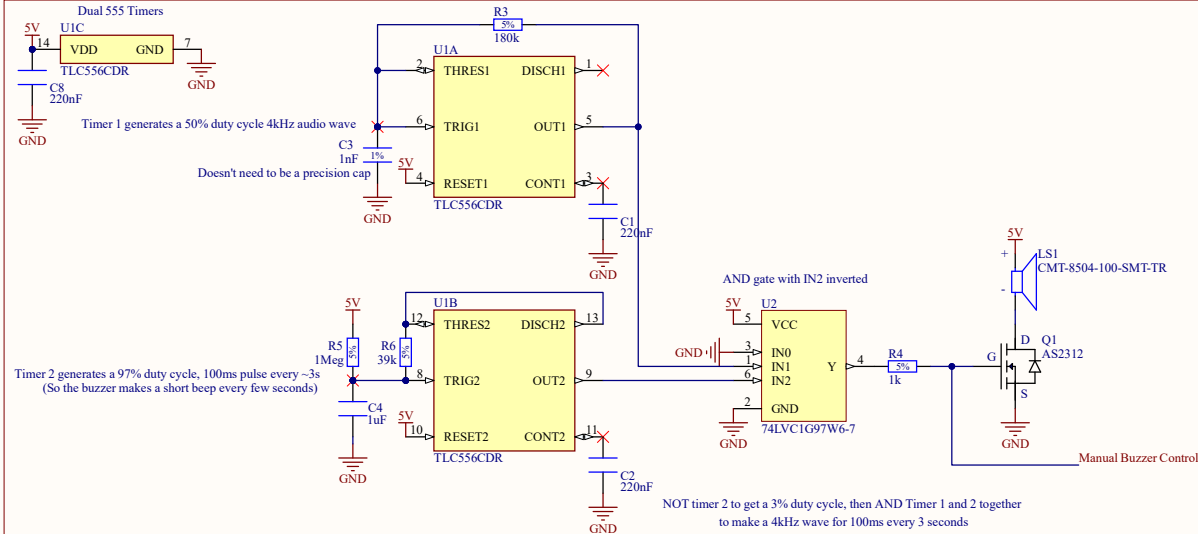 Dual 555 Timers
5V
U1C
14
VDD
GND
7
TLC556CDR
C8
220nF
GND
GND
R3
5%
180k
U1A
2
THRES1
DISCH1
1
Timer 1 generates a 50% duty cycle 4kHz audio wave
6
TRIG1
OUT1
5
C3
1nF
1%
Doesn't need to be a precision cap
5V
4
RESET1
CONT1
3
TLC556CDR
GND
C1
220nF
GND
5V
U1B
12
THRES2
DISCH2
13
R5
5%
1Meg
R6
5%
39k
Timer 2 generates a 97% duty cycle, 100ms pulse every ~3s
(So the buzzer makes a short beep every few seconds)
8
TRIG2
OUT2
9
C4
1uF
5V
10
RESET2
CONT2
11
TLC556CDR
GND
C2
220nF
GND
AND gate with IN2 inverted
5V
U2
5
VCC
GND
3
IN0
1
IN1
6
IN2
Y
4
2
GND
74LVC1G97W6-7
GND
R4
5%
1k
5V
+
LS1
CMT-8504-100-SMT-TR
-
D
Q1
AS2312
G
S
GND
Manual Buzzer Control
NOT timer 2 to get a 3% duty cycle, then AND Timer 1 and 2 together
to make a 4kHz wave for 100ms every 3 seconds